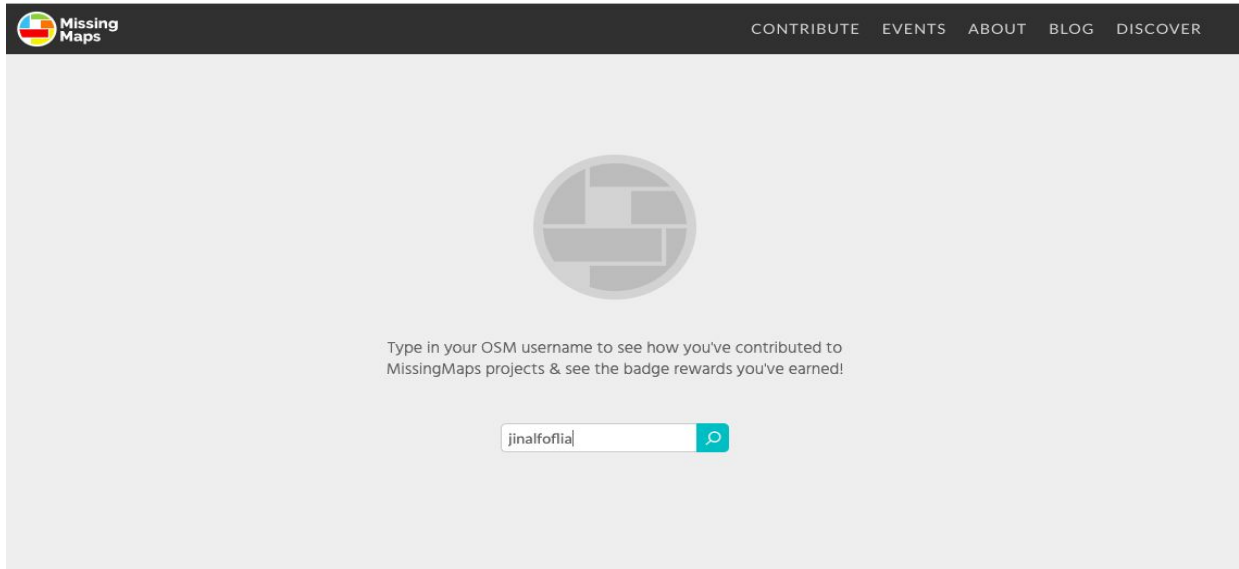 Missing
Maps
CONTRIBUTE EVENTS ABOUT BLOG DISCOVER
Type in your OSM username to see how you've contributed to
MissingMaps projects & see the badge rewards you've earned!
jinalfoflia